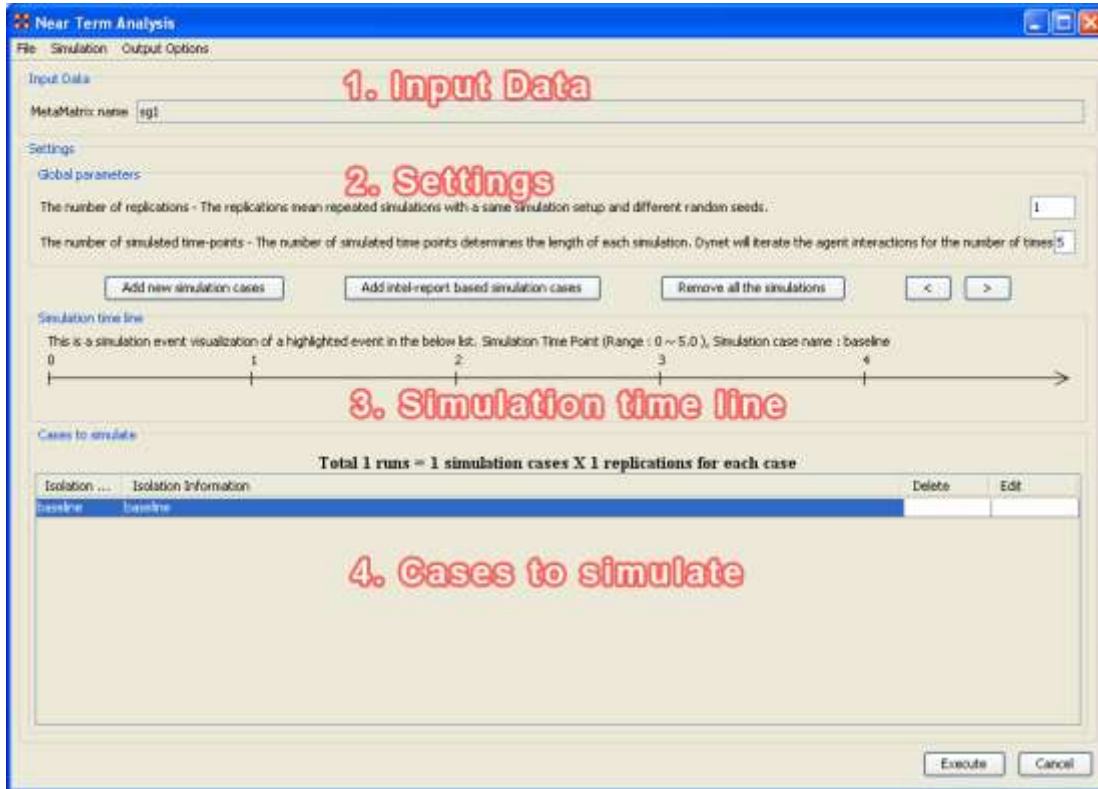 Near Term Analysis
File Simulation Output Options
Input Data
1. Input Data
MetaMatrix name sg1
Settings
Global parameters
2. Settings
The number of replications - The replications mean repeated simulations with a same simulation setup and different random seeds. 1
The number of simulated time-points - The number of simulated time points determines the length of each simulation. Dynet will iterate the agent interactions for the number of times 5
Add new simulation cases Add intel-report based simulation cases Remove all the simulations < >
Simulation time line
This is a simulation event visualization of a highlighted event in the below list. Simulation Time Point (Range : 0 ~ 5.0 ), Simulation case name : baseline
0 1 2 3 4
3. Simulation time line
Cases to simulate
Total 1 runs = 1 simulation cases X 1 replications for each case
Isolation ... Isolation Information Delete Edit
baseline baseline
4. Cases to simulate
Execute Cancel